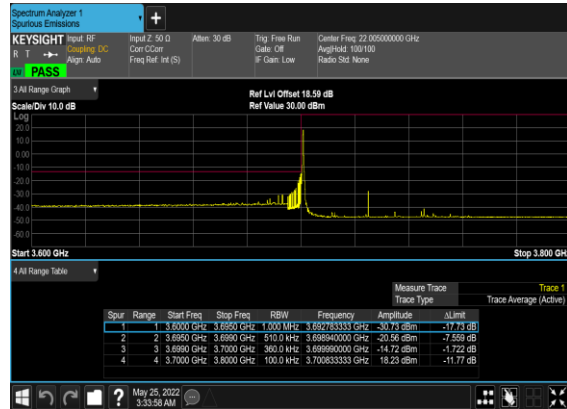 Spectrum Analyzer 1
Spurious Emissions
+
KEYSIGHT Input: RF Input Z: 50 Ω Atten: 30 dB Trig: Free Run Center Freq: 22.005000000 GHz
R T Coupling: DC Corr CCorr Gate: Off Avg|Hold: 100/100
Align: Auto Freq Ref: Int (S) IF Gain: Low Radio Std: None
PASS
3 All Range Graph
Ref Lvl Offset 18.59 dB
Scale/Div 10.0 dB Ref Value 30.00 dBm
Log
20.0
10.0
0.00
-10.0
-20.0
-30.0
-40.0
-50.0
-60.0
Start 3.600 GHz Stop 3.800 GHz
4 All Range Table
Measure Trace Trace 1
Trace Type Trace Average (Active)
Spur Range Start Freq Stop Freq RBW Frequency Amplitude ΔLimit
1 1 3.6000 GHz 3.6950 GHz 1.000 MHz 3.692783333 GHz -30.73 dBm -17.73 dB
2 2 3.6950 GHz 3.6990 GHz 510.0 kHz 3.698940000 GHz -20.56 dBm -7.559 dB
3 3 3.6990 GHz 3.7000 GHz 360.0 kHz 3.699990000 GHz -14.72 dBm -1.722 dB
4 4 3.7000 GHz 3.8000 GHz 100.0 kHz 3.700833333 GHz 18.23 dBm -11.77 dB
? May 25, 2022
3:33:58 AM